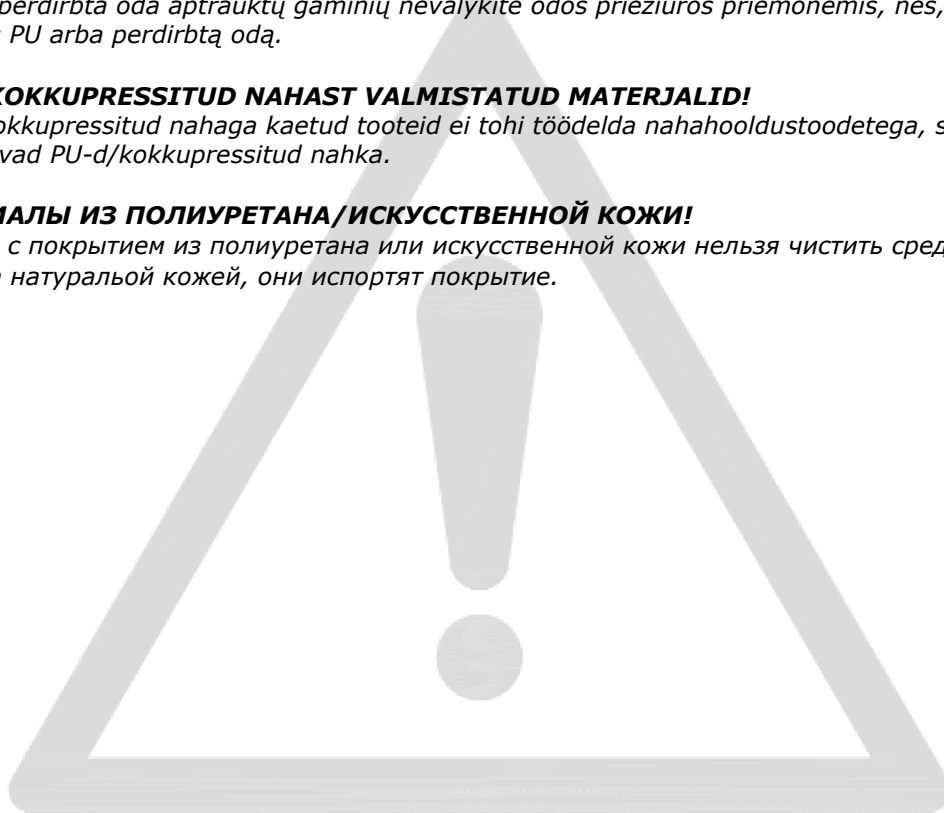 perdirbta oda aptrauktų gaminių nevalykite odos priežiūros priemonėmis, nes,
PU arba perdirbtą odą.
KOKKUPRESSITUD NAHAST VALMISTATUD MATERJALID!
okkupressitud nahaga kaetud tooteid ei tohi töödelda nahahooldustoodetega, s
vad PU-d/kokkupressitud nahka.
ИАЛЫ ИЗ ПОЛИУРЕТАНА/ИСКУССТВЕННОЙ КОЖИ!
с покрытием из полиуретана или искусственной кожи нельзя чистить сред
натуральой кожей, они испортят покрытие.